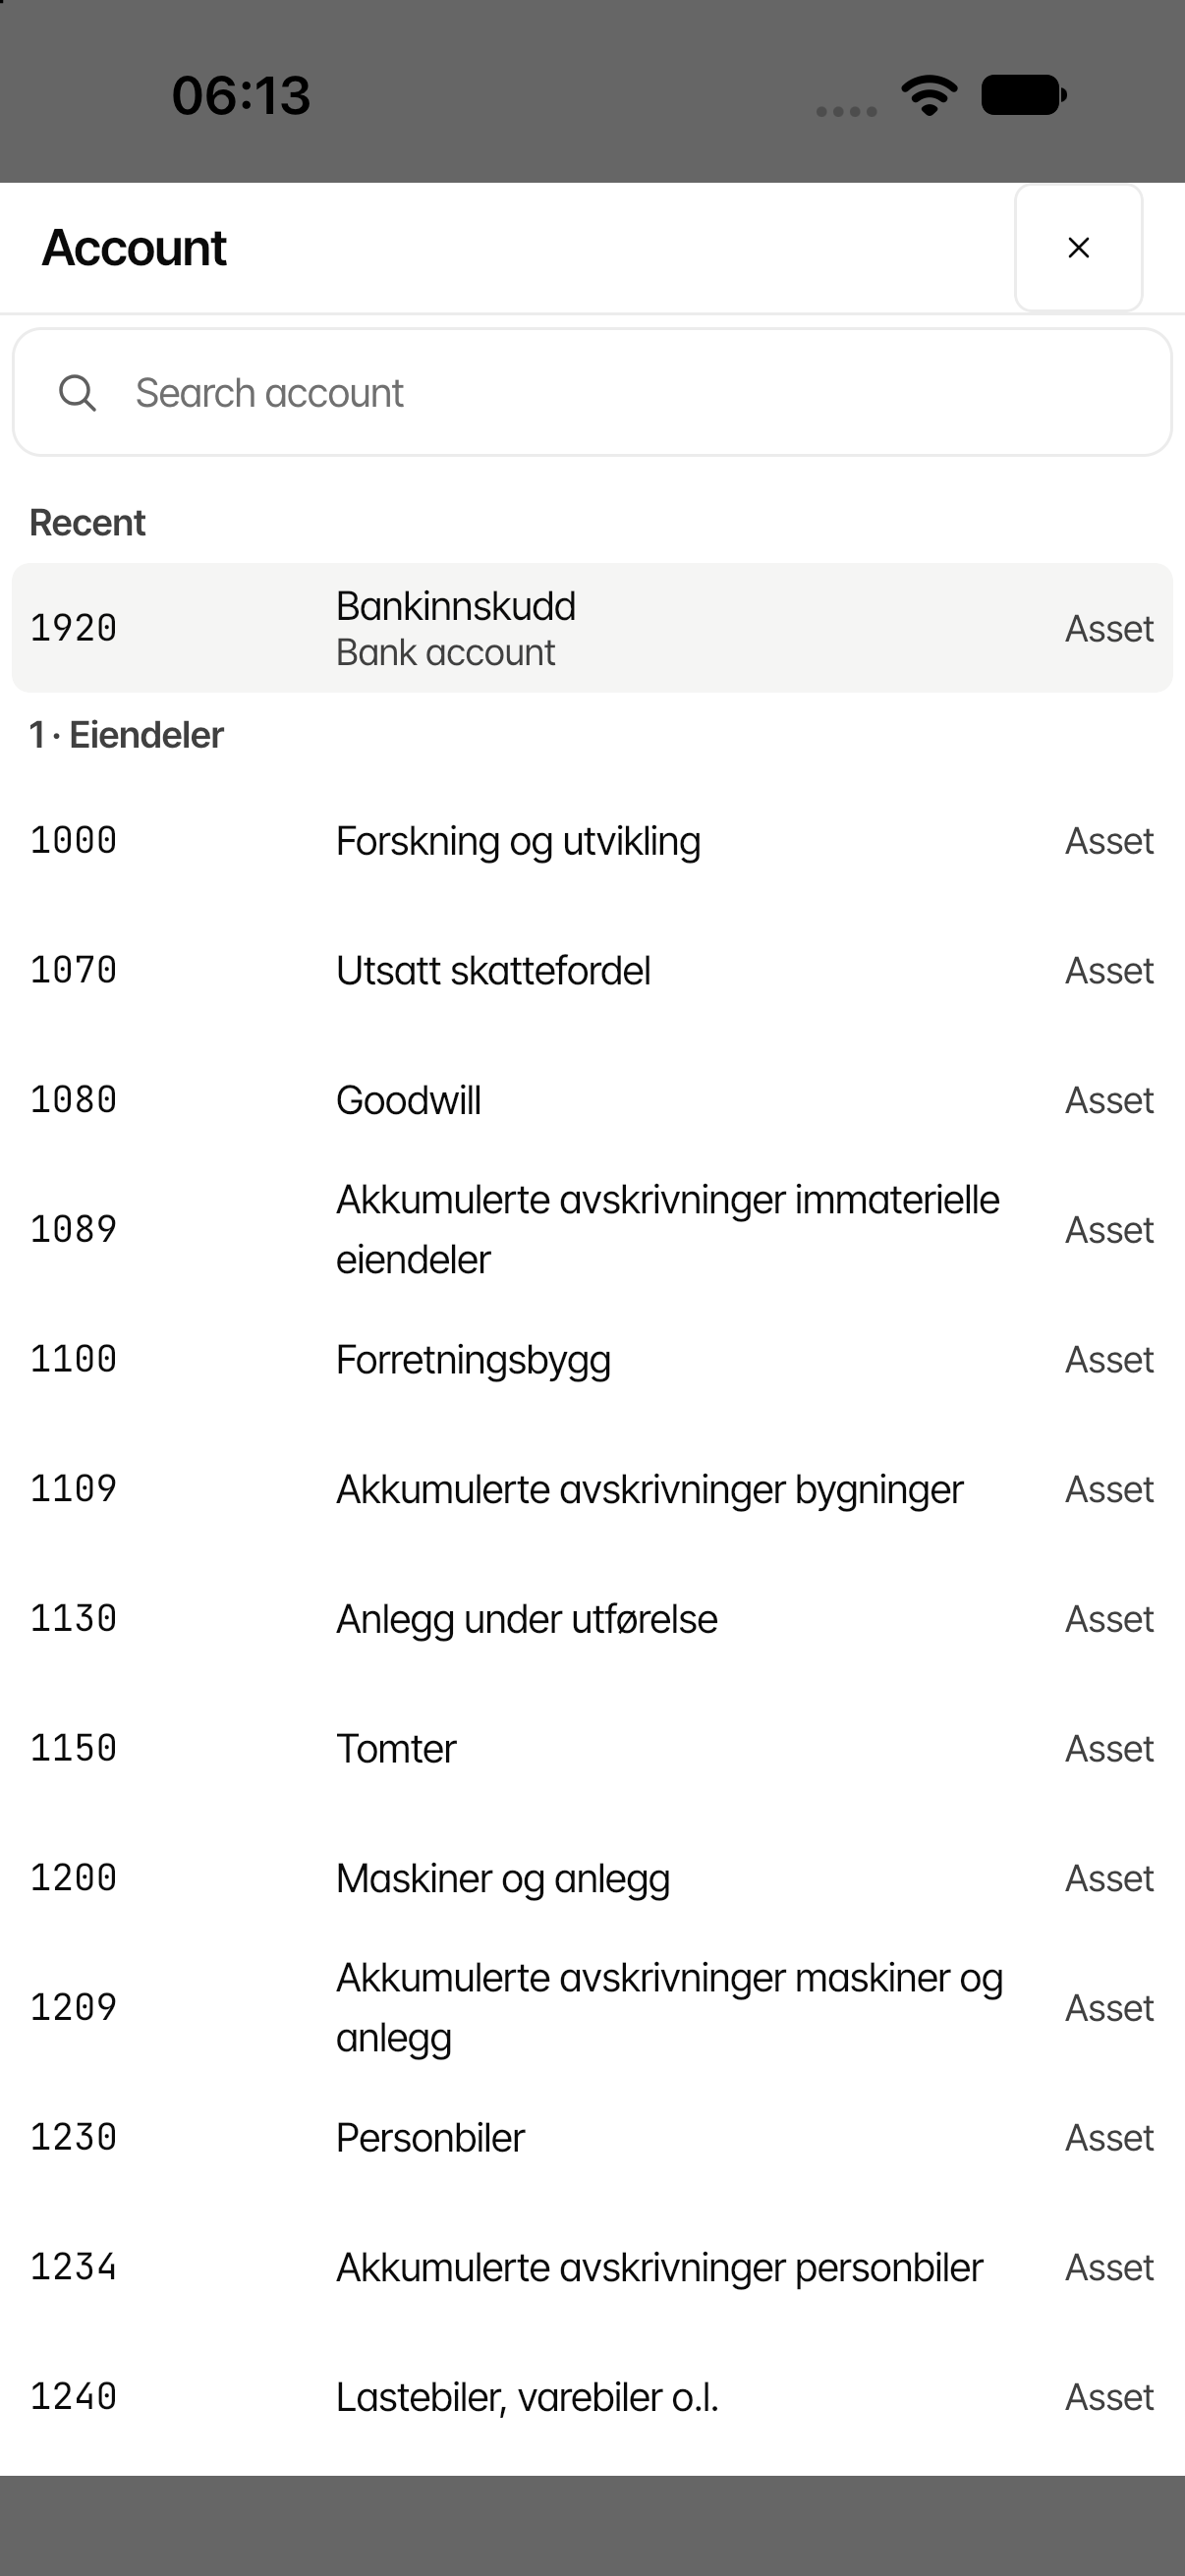 06:13
Account
Search account
Recent
1920 Bankinnskudd Asset
Bank account
1 · Eiendeler
1000 Forskning og utvikling Asset
1070 Utsatt skattefordel Asset
1080 Goodwill Asset
1089 Akkumulerte avskrivninger immaterielle Asset
eiendeler
1100 Forretningsbygg Asset
1109 Akkumulerte avskrivninger bygninger Asset
1130 Anlegg under utførelse Asset
1150 Tomter Asset
1200 Maskiner og anlegg Asset
1209 Akkumulerte avskrivninger maskiner og Asset
anlegg
1230 Personbiler Asset
1234 Akkumulerte avskrivninger personbiler Asset
1240 Lastebiler, varebiler o.l. Asset